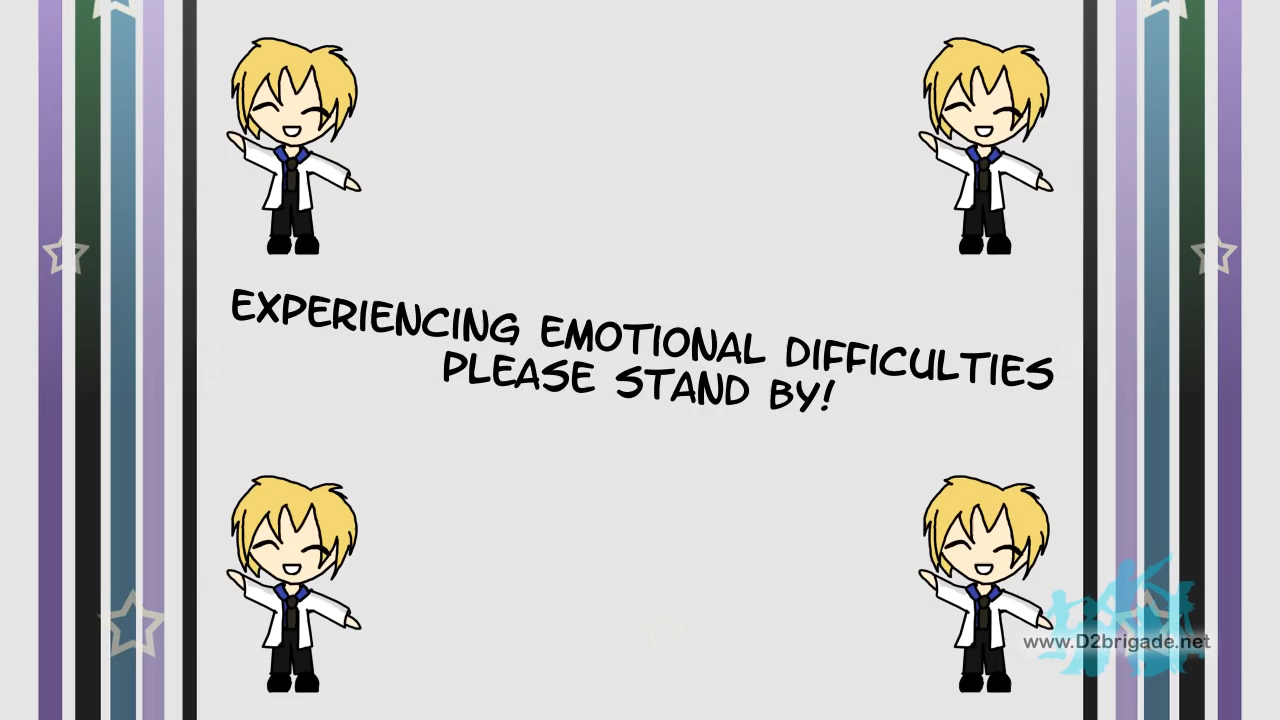 EXPERIENCING EMOTIONAL DIFFICULTIES
PLEASE STAND BY!
www.D2brigade.net